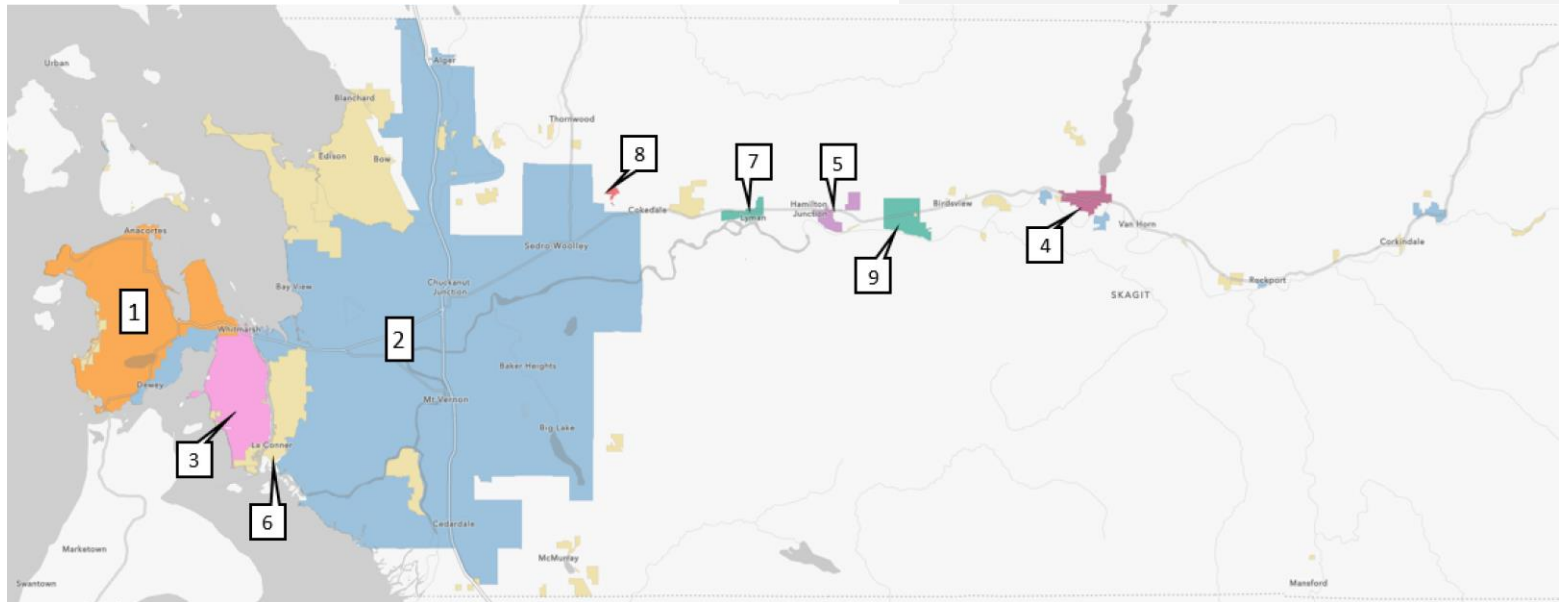 Urban
Alger
Blanchard
Thornwood
Edison
Bow
8
7
5
Cokedale
Lyman
Hamilton
Junction
Birdsview
Anacortes
Sedro-Woolley
4
Van Horn
Corkindale
9
Bay View
Chuckanut
Junction
Rockport
SKAGIT
1
Whitmarsh
2
Baker Heights
Dewey
Mt Vernon
Big Lake
3
La Conner
6
Cedardale
Marketown
McMurray
Swantown
Mansford